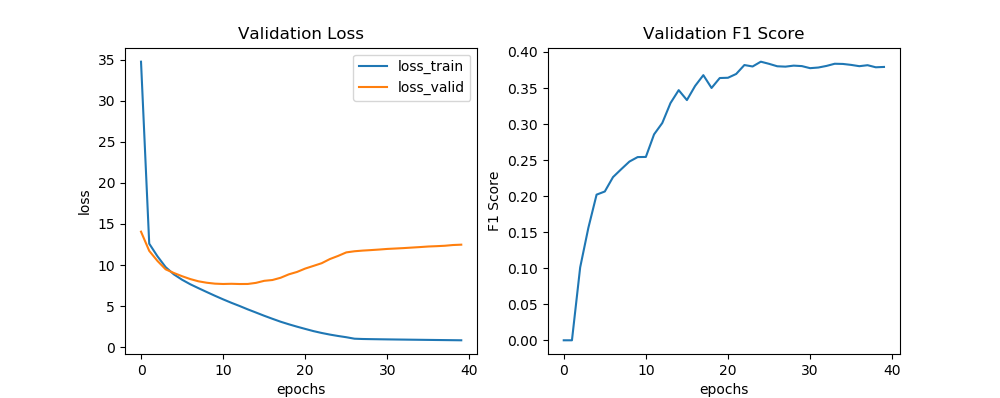 Validation Loss
35
30
25
20
15
10
5
0
loss
loss_train
loss_valid
0 10 20 30 40
epochs
Validation F1 Score
0.40
0.35
0.30
0.25
0.20
0.15
0.10
0.05
0.00
F1 Score
0 10 20 30 40
epochs